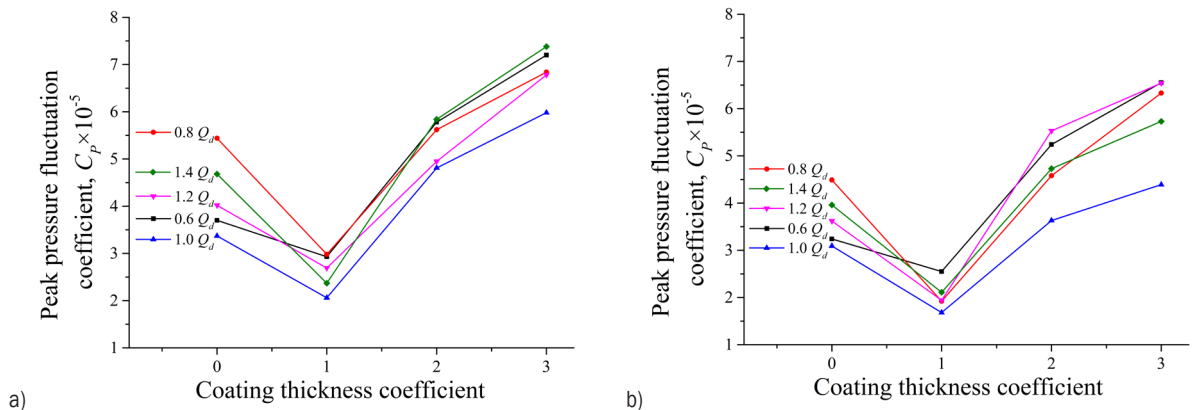 Peak pressure fluctuation
coefficient, C_P×10^-5
8
7
6
5
4
3
2
1
0.8 Q_d
1.4 Q_d
1.2 Q_d
0.6 Q_d
1.0 Q_d
0 1 2 3
Coating thickness coefficient
a)
Peak pressure fluctuation
coefficient, C_P×10^-5
8
7
6
5
4
3
2
1
0.8 Q_d
1.4 Q_d
1.2 Q_d
0.6 Q_d
1.0 Q_d
0 1 2 3
Coating thickness coefficient
b)